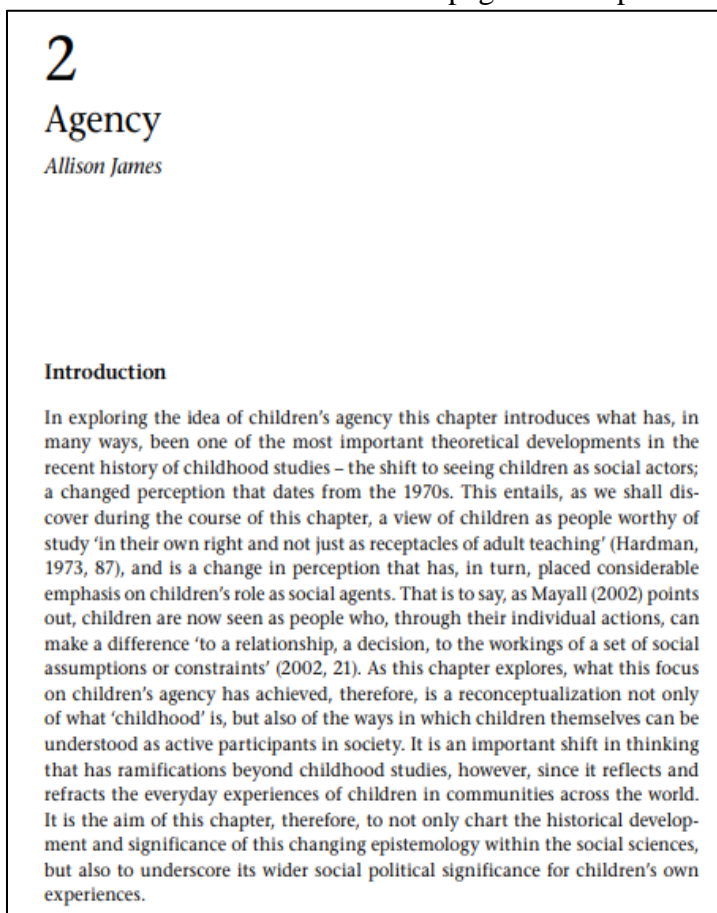 2
Agency
Allison James
Introduction
In exploring the idea of children’s agency this chapter introduces what has, in
many ways, been one of the most important theoretical developments in the
recent history of childhood studies – the shift to seeing children as social actors;
a changed perception that dates from the 1970s. This entails, as we shall dis-
cover during the course of this chapter, a view of children as people worthy of
study ‘in their own right and not just as receptacles of adult teaching’ (Hardman,
1973, 87), and is a change in perception that has, in turn, placed considerable
emphasis on children’s role as social agents. That is to say, as Mayall (2002) points
out, children are now seen as people who, through their individual actions, can
make a difference ‘to a relationship, a decision, to the workings of a set of social
assumptions or constraints’ (2002, 21). As this chapter explores, what this focus
on children’s agency has achieved, therefore, is a reconceptualization not only
of what ‘childhood’ is, but also of the ways in which children themselves can be
understood as active participants in society. It is an important shift in thinking
that has ramifications beyond childhood studies, however, since it reflects and
refracts the everyday experiences of children in communities across the world.
It is the aim of this chapter, therefore, to not only chart the historical develop-
ment and significance of this changing epistemology within the social sciences,
but also to underscore its wider social political significance for children’s own
experiences.